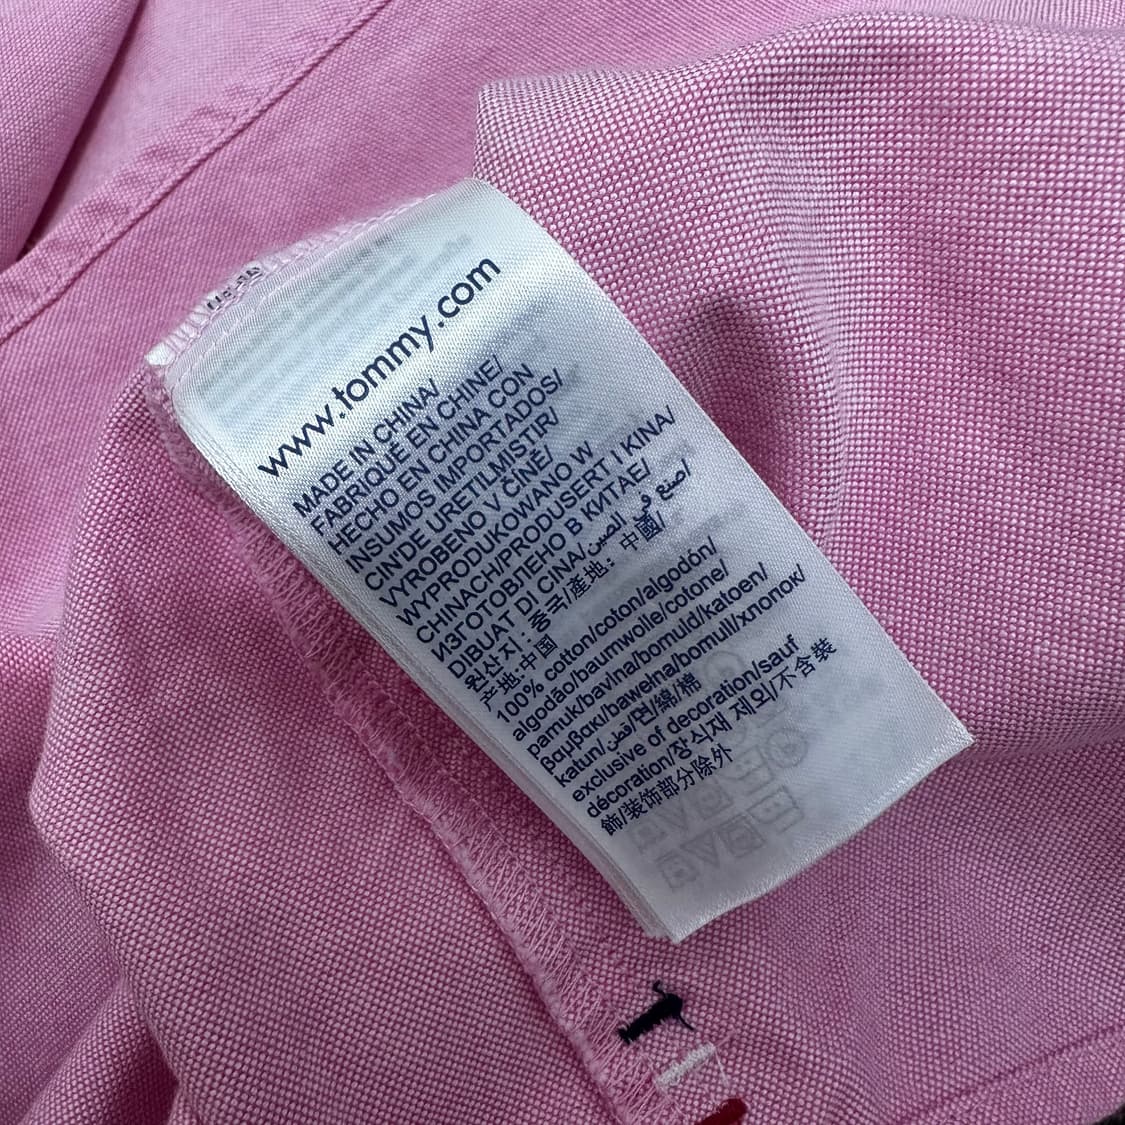 www.tommy.com
MADE IN CHINA/
FABRIQUÉ EN CHINE/
HECHO EN CHINA CON
INSUMOS IMPORTADOS/
CIN'DE URETILMISTIR/
VYROBENO V ČÍNĚ/
WYPRODUKOWANO W
CHINACH/PRODUSERT I KINA/
ИЗГОТОВЛЕНО В КИТАЕ/
DIBUAT DI CINA/صنع في الصين/
원산지: 중국/產地: 中國/
产地:中国
100% cotton/coton/algodón/
algodão/baumwolle/cotone/
pamuk/bavlna/bomuld/katoen/
βαμβακι/bawełna/bomull/хлопок/
katun/قطن/면/綿/棉
exclusive of decoration/sauf
décoration/장식재 제외/不含裝
飾/装饰部分除外